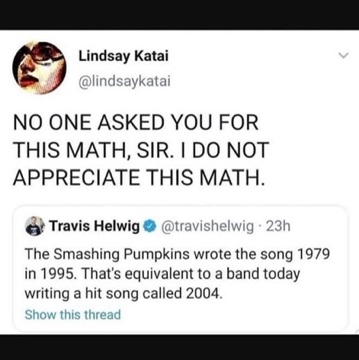 Lindsay Katai
@lindsaykatai
NO ONE ASKED YOU FOR
THIS MATH, SIR. I DO NOT
APPRECIATE THIS MATH.
Travis Helwig @travishelwig · 23h
The Smashing Pumpkins wrote the song 1979
in 1995. That's equivalent to a band today
writing a hit song called 2004.
Show this thread